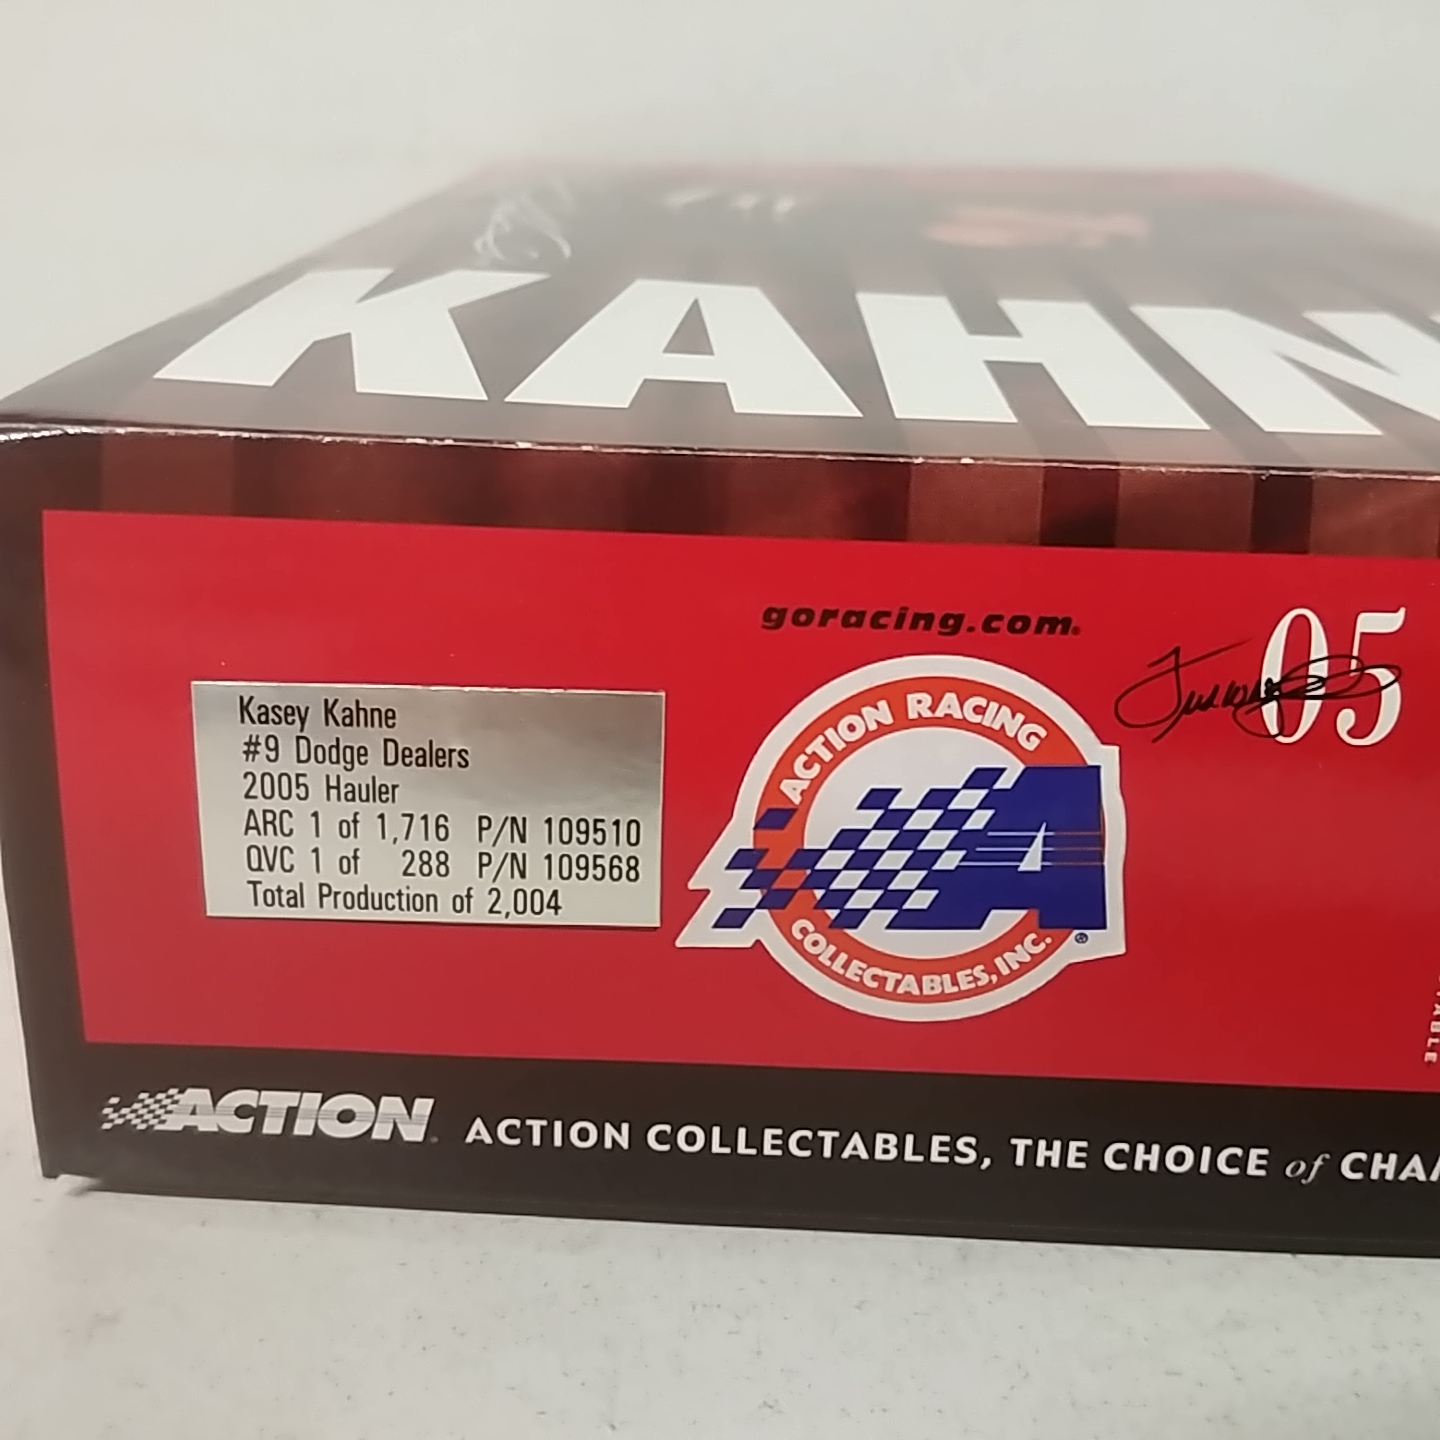 KAHN
goracing.com
05
Kasey Kahne
#9 Dodge Dealers
2005 Hauler
ARC 1 of 1,716 P/N 109510
QVC 1 of 288 P/N 109568
Total Production of 2,004
ACTION RACING
A
COLLECTABLES, INC.
®
ACTION
ACTION COLLECTABLES, THE CHOICE of CHA